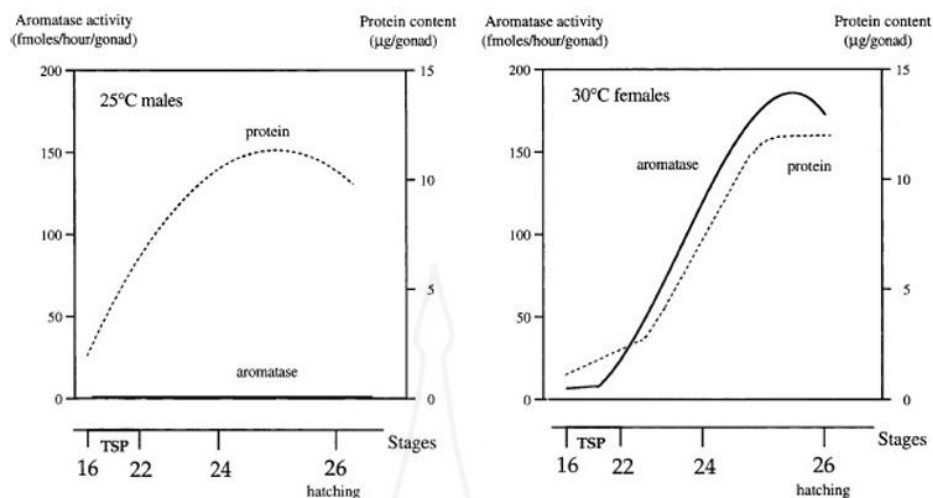 Aromatase activity
(fmoles/hour/gonad)
Protein content
(μg/gonad)
200
150
100
50
0
15
10
5
0
25°C males
protein
aromatase
TSP
Stages
16
22
24
26
hatching
Aromatase activity
(fmoles/hour/gonad)
Protein content
(μg/gonad)
200
150
100
50
0
15
10
5
0
30°C females
aromatase
protein
TSP
Stages
16
22
24
26
hatching